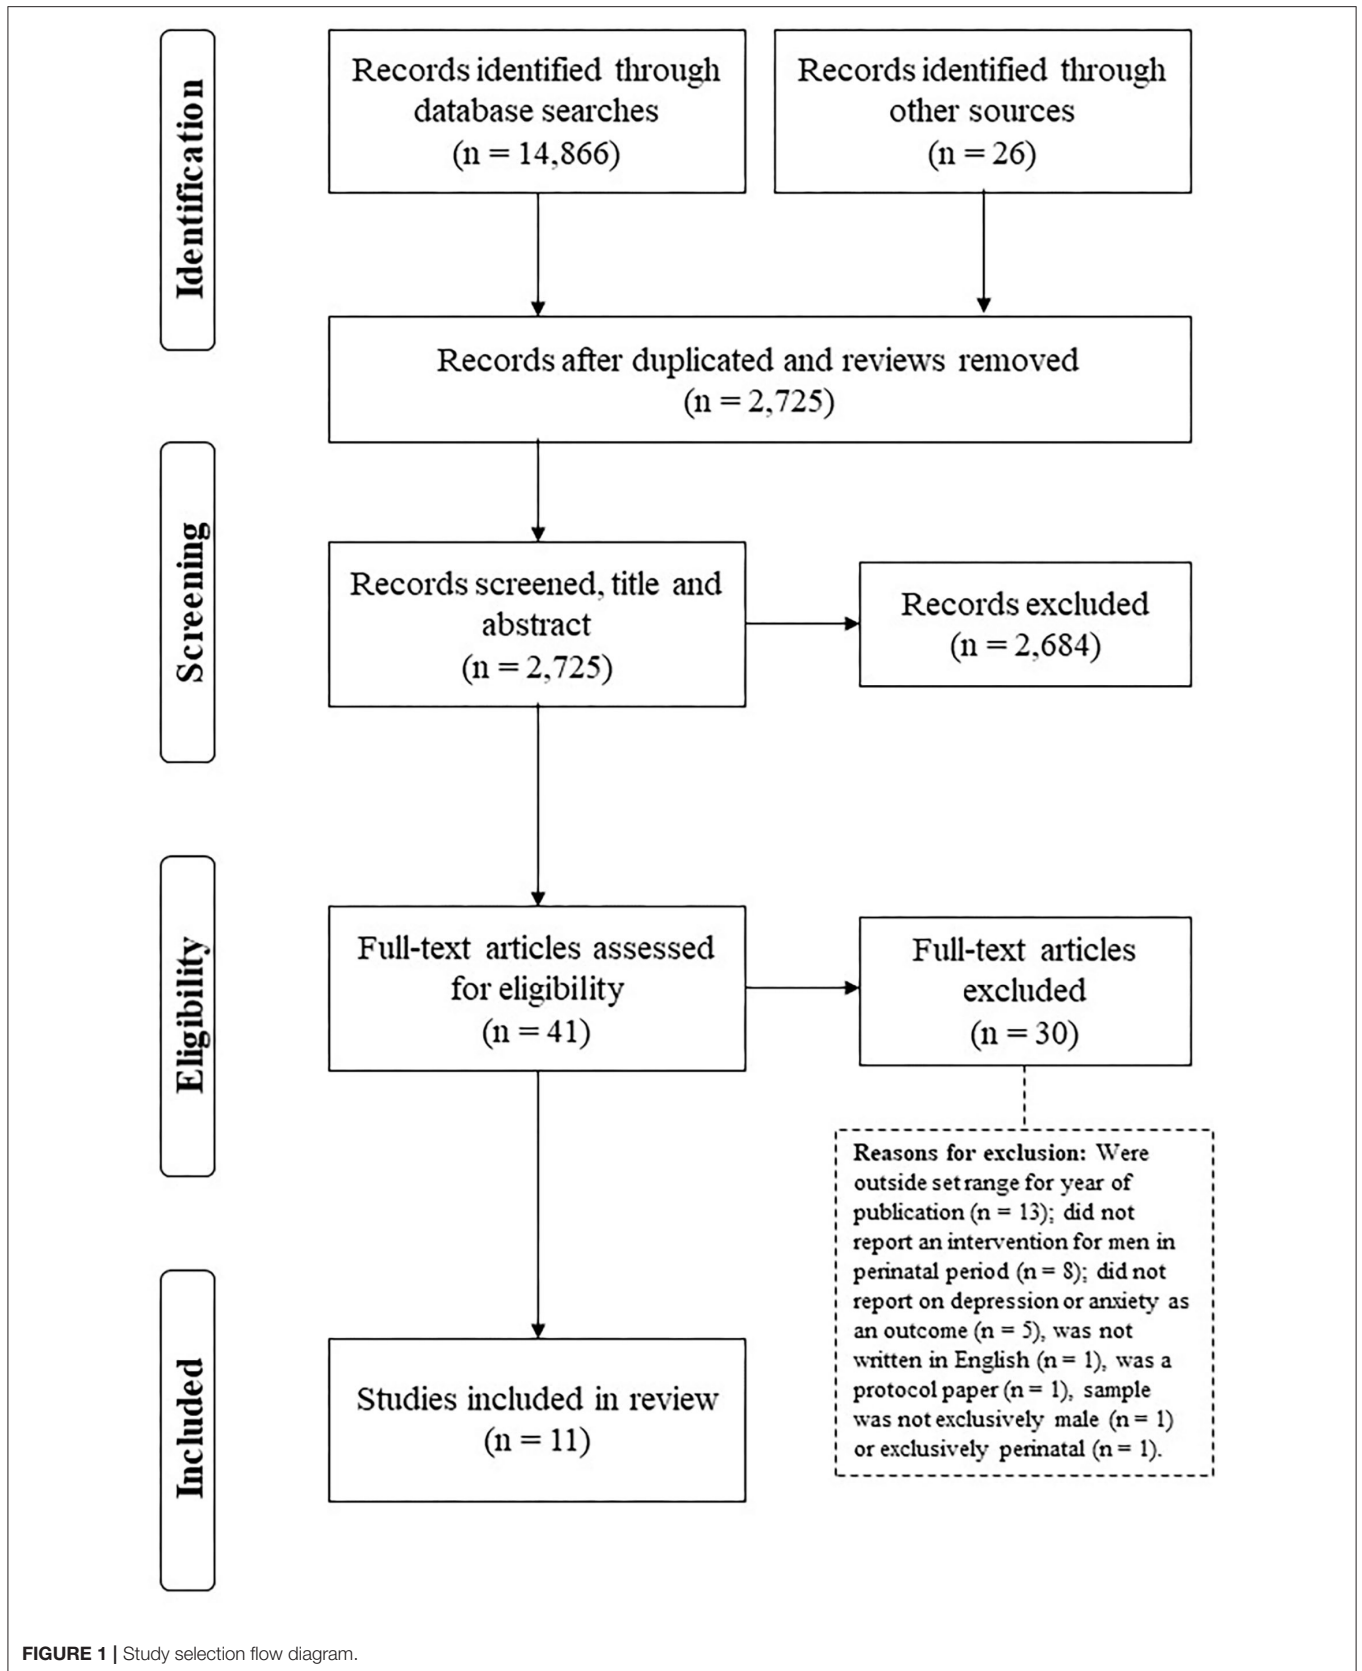 Identification
Records identified through
database searches
(n = 14,866)
Records identified through
other sources
(n = 26)
Records after duplicated and reviews removed
(n = 2,725)
Screening
Records screened, title and
abstract
(n = 2,725)
Records excluded
(n = 2,684)
Eligibility
Full-text articles assessed
for eligibility
(n = 41)
Full-text articles
excluded
(n = 30)
Reasons for exclusion: Were
outside set range for year of
publication (n = 13); did not
report an intervention for men in
perinatal period (n = 8); did not
report on depression or anxiety as
an outcome (n = 5), was not
written in English (n = 1), was a
protocol paper (n = 1), sample
was not exclusively male (n = 1)
or exclusively perinatal (n = 1).
Included
Studies included in review
(n = 11)
FIGURE 1 | Study selection flow diagram.